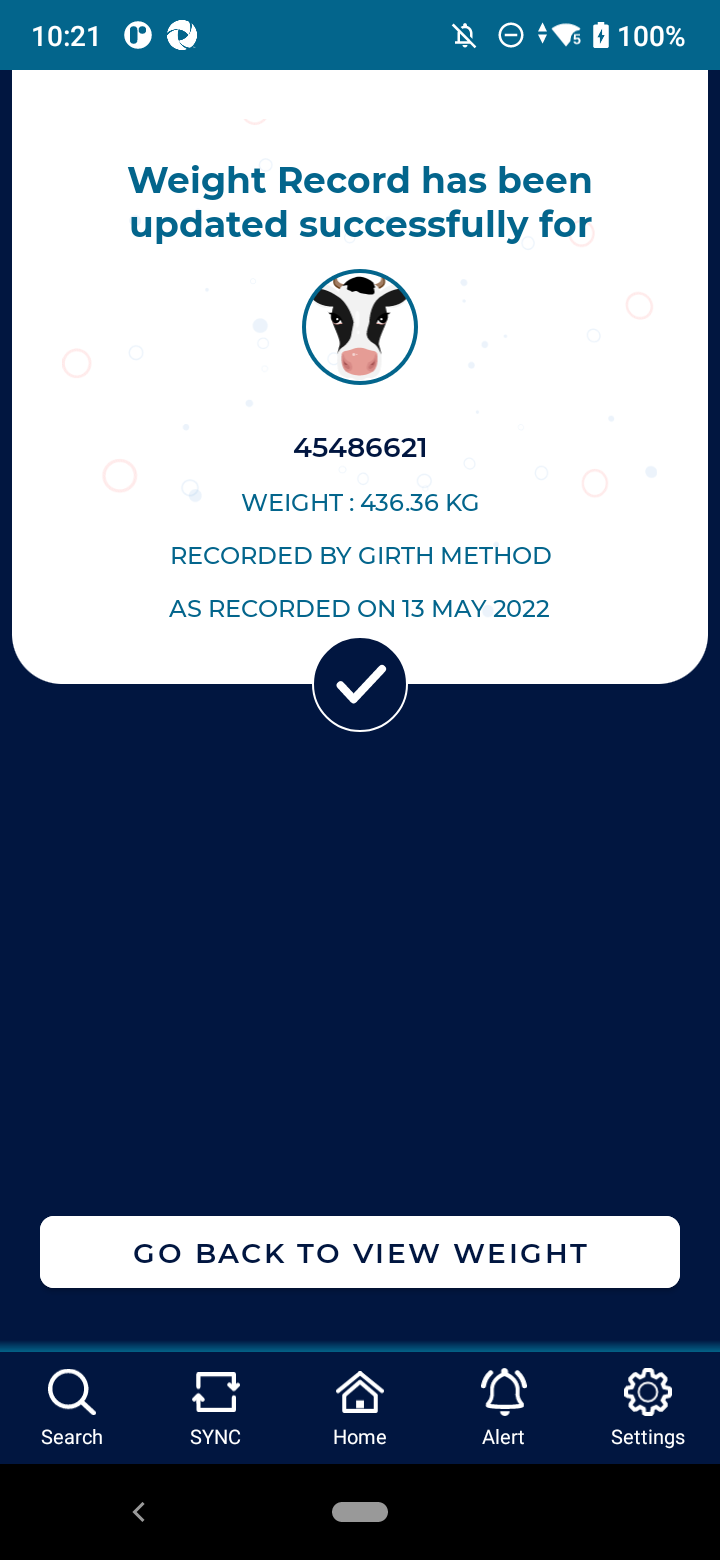 10:21
5
100%
Weight Record has been
updated successfully for
45486621
WEIGHT : 436.36 KG
RECORDED BY GIRTH METHOD
AS RECORDED ON 13 MAY 2022
GO BACK TO VIEW WEIGHT
Search
SYNC
Home
Alert
Settings